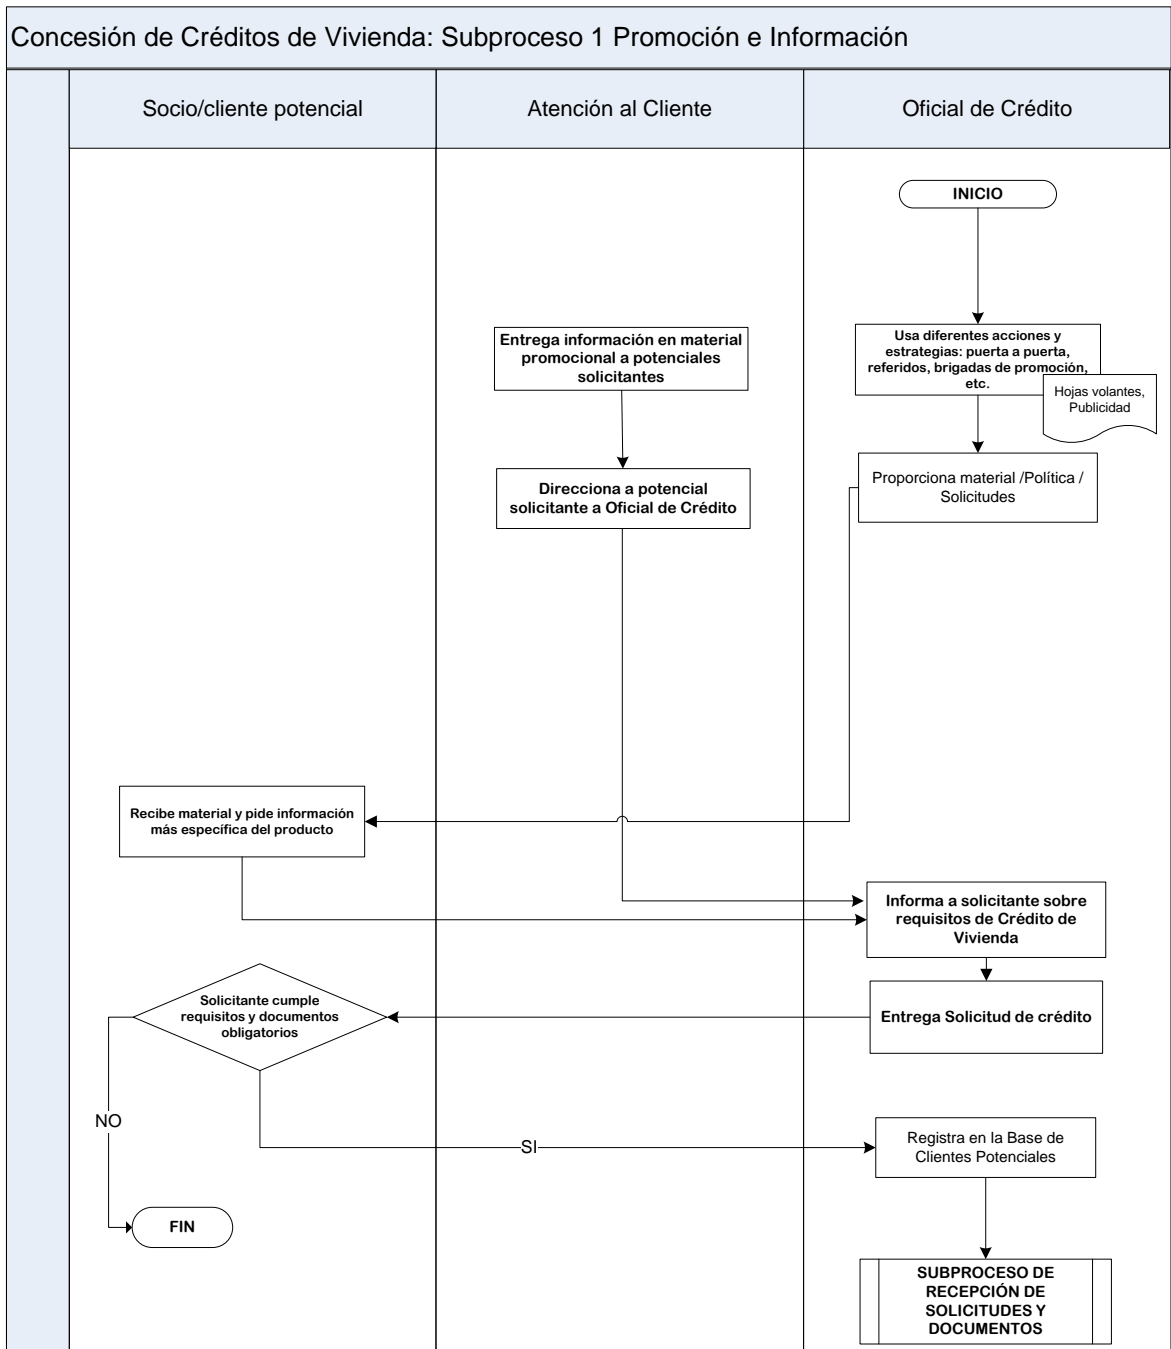 Concesión de Créditos de Vivienda: Subproceso 1 Promoción e Información
Socio/cliente potencial
Atención al Cliente
Oficial de Crédito
INICIO
Entrega información en material
promocional a potenciales
solicitantes
Usa diferentes acciones y
estrategias: puerta a puerta,
referidos, brigadas de promoción,
etc.
Hojas volantes,
Publicidad
Direcciona a potencial
solicitante a Oficial de Crédito
Proporciona material /Política /
Solicitudes
Recibe material y pide información
más específica del producto
Informa a solicitante sobre
requisitos de Crédito de
Vivienda
Solicitante cumple
requisitos y documentos
obligatorios
Entrega Solicitud de crédito
NO
SI
Registra en la Base de
Clientes Potenciales
FIN
SUBPROCESO DE
RECEPCIÓN DE
SOLICITUDES Y
DOCUMENTOS